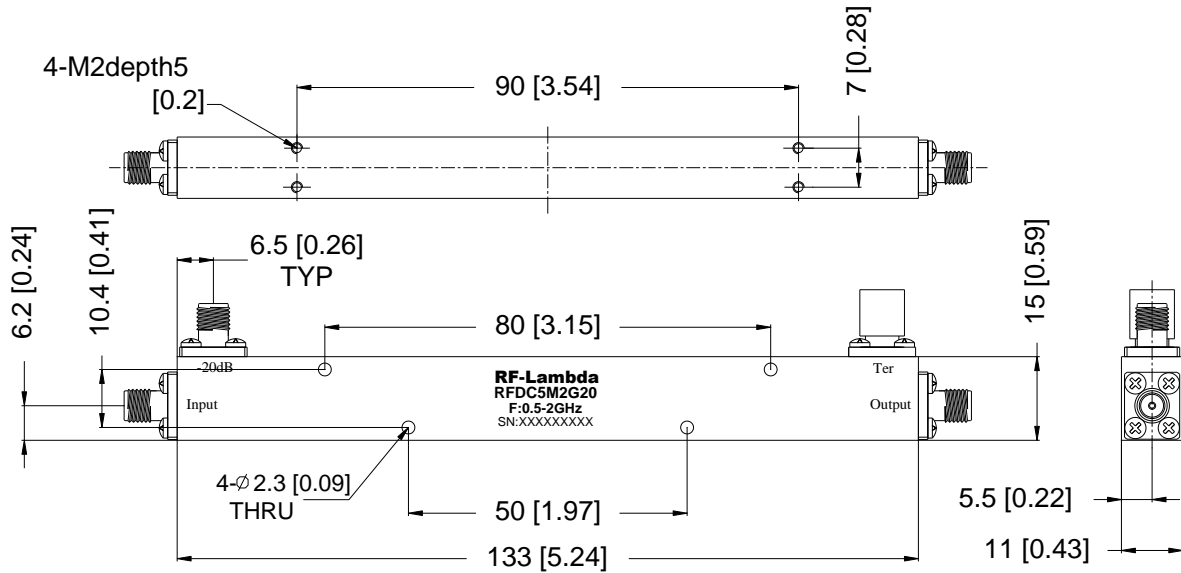 4-M2depth5
[0.2]
90 [3.54]
7 [0.28]
6.2 [0.24]
10.4 [0.41]
6.5 [0.26]
TYP
80 [3.15]
15 [0.59]
-20dB
Input
RF-Lambda
RFDC5M2G20
F:0.5-2GHz
SN:XXXXXXXXX
Ter
Output
4-∅2.3 [0.09]
THRU
50 [1.97]
133 [5.24]
5.5 [0.22]
11 [0.43]